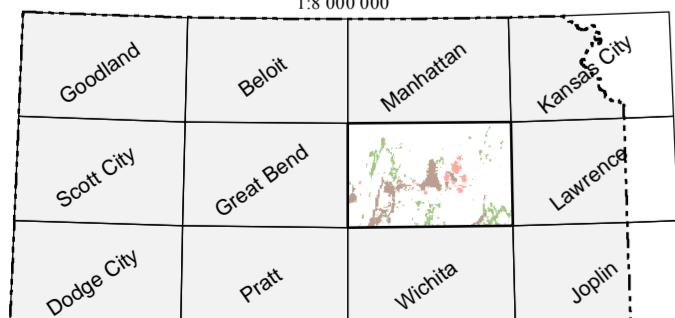 1:8 000 000
Goodland
Beloit
Manhattan
Kansas City
Scott City
Great Bend
Lawrence
Dodge City
Pratt
Wichita
Joplin